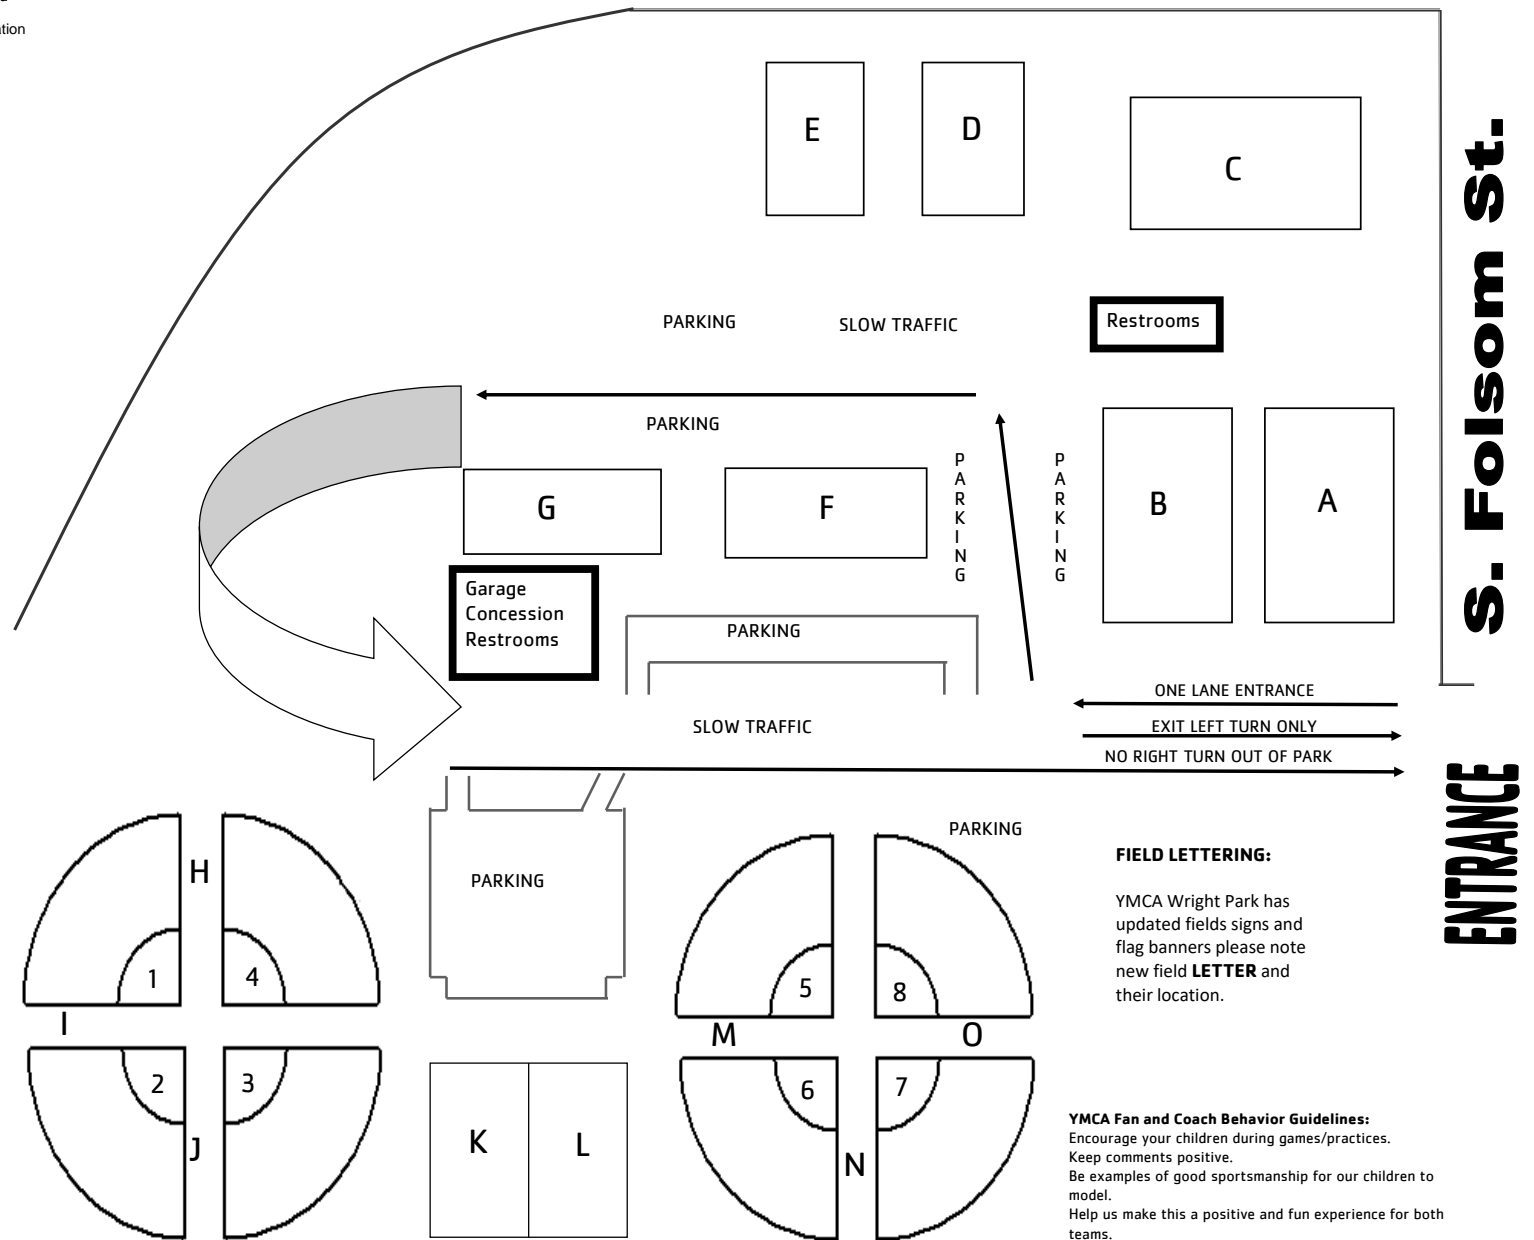 ation
E
D
C
S. Folsom St.
PARKING
SLOW TRAFFIC
Restrooms
PARKING
G
F
PARKING
PARKING
B
A
Garage
Concession
Restrooms
PARKING
ONE LANE ENTRANCE
SLOW TRAFFIC
EXIT LEFT TURN ONLY
NO RIGHT TURN OUT OF PARK
ENTRANCE
H
1
4
I
2
3
J
PARKING
K
L
PARKING
5
8
M
O
6
7
N
FIELD LETTERING:
YMCA Wright Park has
updated fields signs and
flag banners please note
new field LETTER and
their location.
YMCA Fan and Coach Behavior Guidelines:
Encourage your children during games/practices.
Keep comments positive.
Be examples of good sportsmanship for our children to
model.
Help us make this a positive and fun experience for both
teams.